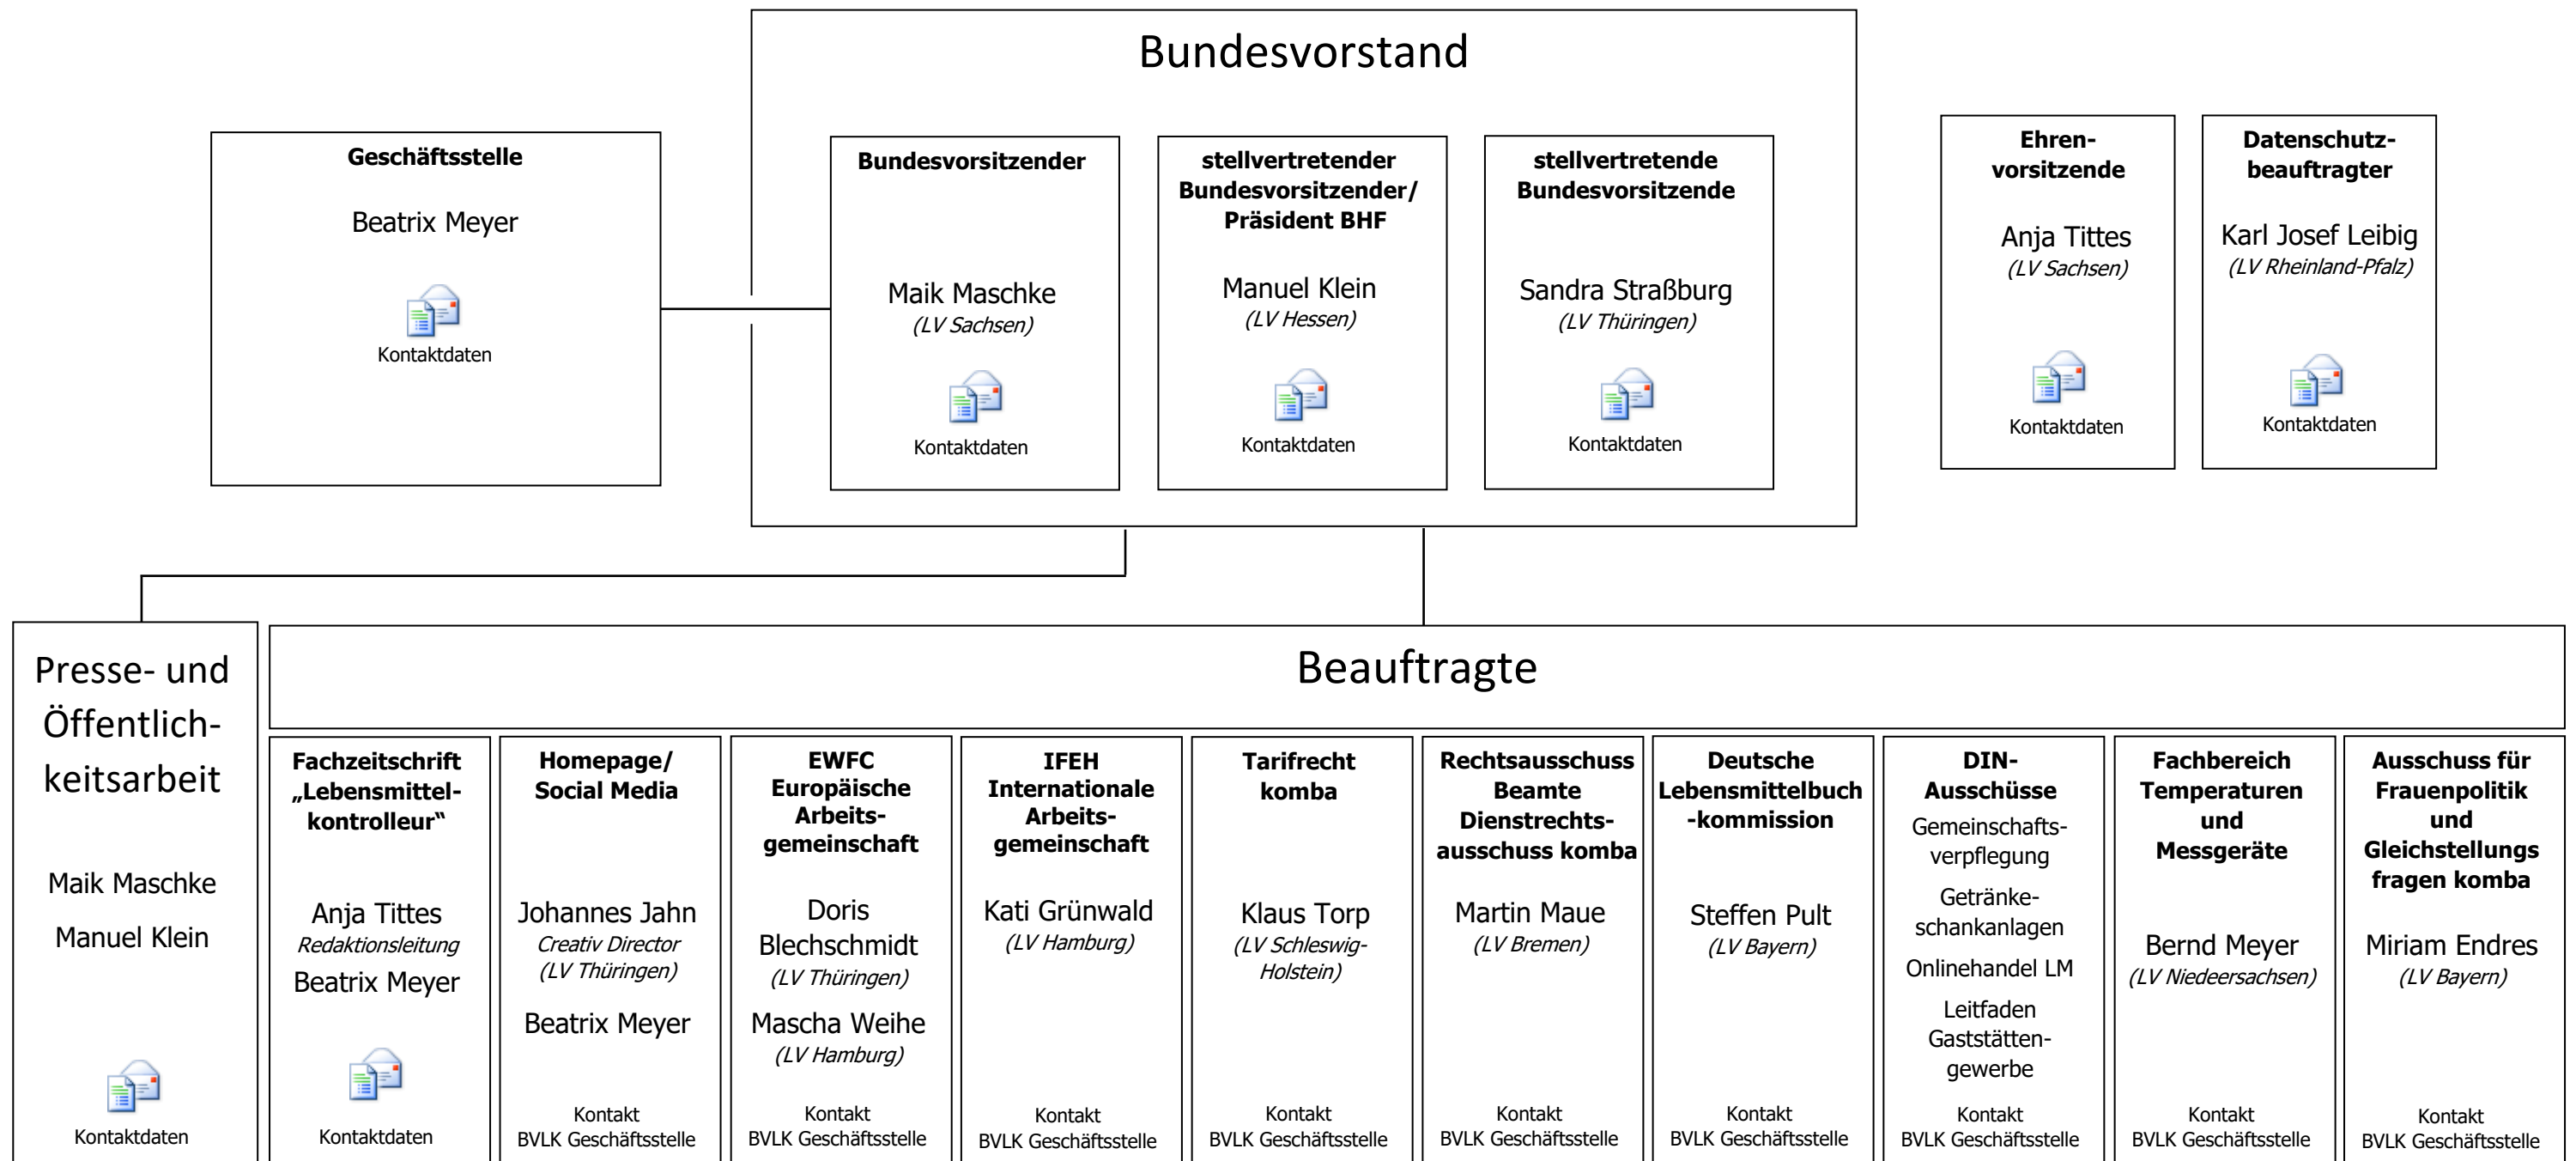 Bundesvorstand
Geschäftsstelle
Beatrix Meyer
Kontaktdaten
Bundesvorsitzender
Maik Maschke
(LV Sachsen)
Kontaktdaten
stellvertretender
Bundesvorsitzender/
Präsident BHF
Manuel Klein
(LV Hessen)
Kontaktdaten
stellvertretende
Bundesvorsitzende
Sandra Straßburg
(LV Thüringen)
Kontaktdaten
Ehren-
vorsitzende
Anja Tittes
(LV Sachsen)
Kontaktdaten
Datenschutz-
beauftragter
Karl Josef Leibig
(LV Rheinland-Pfalz)
Kontaktdaten
Presse- und
Öffentlich-
keitsarbeit
Maik Maschke
Manuel Klein
Kontaktdaten
Beauftragte
Fachzeitschrift
„Lebensmittel-
kontrolleur“
Anja Tittes
Redaktionsleitung
Beatrix Meyer
Kontaktdaten
Homepage/
Social Media
Johannes Jahn
Creativ Director
(LV Thüringen)
Beatrix Meyer
Kontakt
BVLK Geschäftsstelle
EWFC
Europäische
Arbeits-
gemeinschaft
Doris
Blechschmidt
(LV Thüringen)
Mascha Weihe
(LV Hamburg)
Kontakt
BVLK Geschäftsstelle
IFEH
Internationale
Arbeits-
gemeinschaft
Kati Grünwald
(LV Hamburg)
Kontakt
BVLK Geschäftsstelle
Tarifrecht
komba
Klaus Torp
(LV Schleswig-
Holstein)
Kontakt
BVLK Geschäftsstelle
Rechtsausschuss
Beamte
Dienstrechts-
ausschuss komba
Martin Maue
(LV Bremen)
Kontakt
BVLK Geschäftsstelle
Deutsche
Lebensmittelbuch
-kommission
Steffen Pult
(LV Bayern)
Kontakt
BVLK Geschäftsstelle
DIN-
Ausschüsse
Gemeinschafts-
verpflegung
Getränke-
schankanlagen
Onlinehandel LM
Leitfaden
Gaststätten-
gewerbe
Kontakt
BVLK Geschäftsstelle
Fachbereich
Temperaturen
und
Messgeräte
Bernd Meyer
(LV Niedeersachsen)
Kontakt
BVLK Geschäftsstelle
Ausschuss für
Frauenpolitik
und
Gleichstellungs
fragen komba
Miriam Endres
(LV Bayern)
Kontakt
BVLK Geschäftsstelle